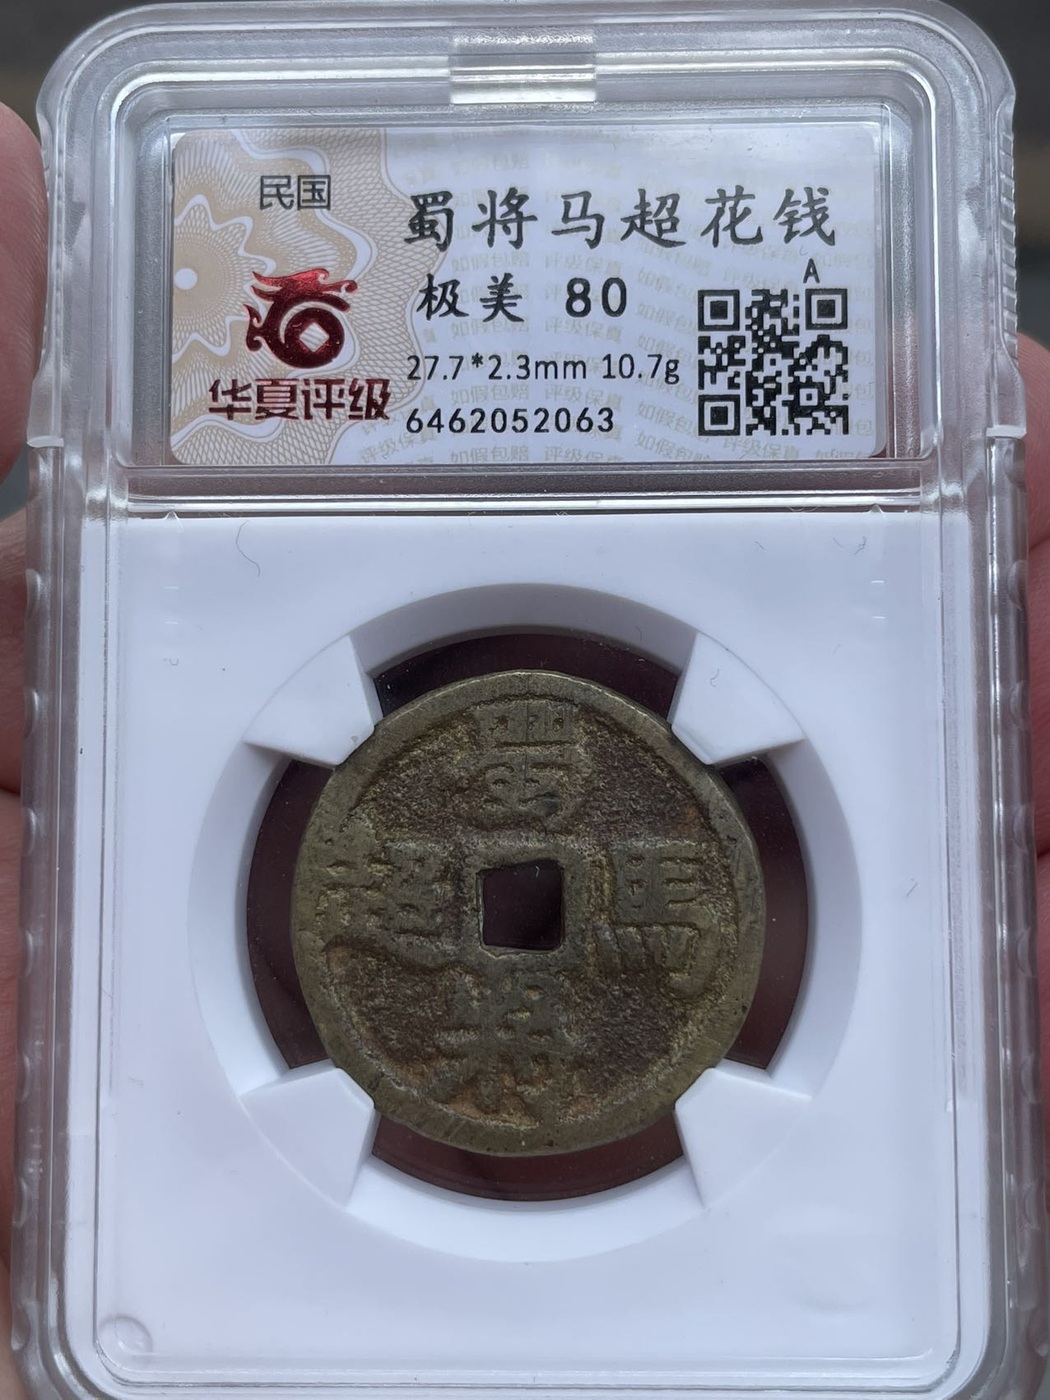 民国
华夏评级
蜀将马超花钱
极美 80
A
27.7*2.3mm 10.7g
6462052063
蜀
馬
超
將